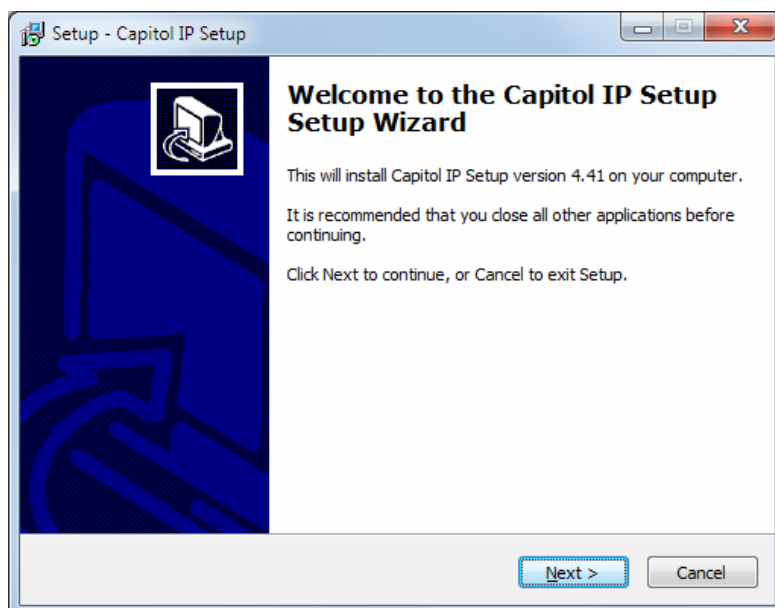 Setup - Capitol IP Setup
Welcome to the Capitol IP Setup
Setup Wizard
This will install Capitol IP Setup version 4.41 on your computer.
It is recommended that you close all other applications before
continuing.
Click Next to continue, or Cancel to exit Setup.
Next >
Cancel